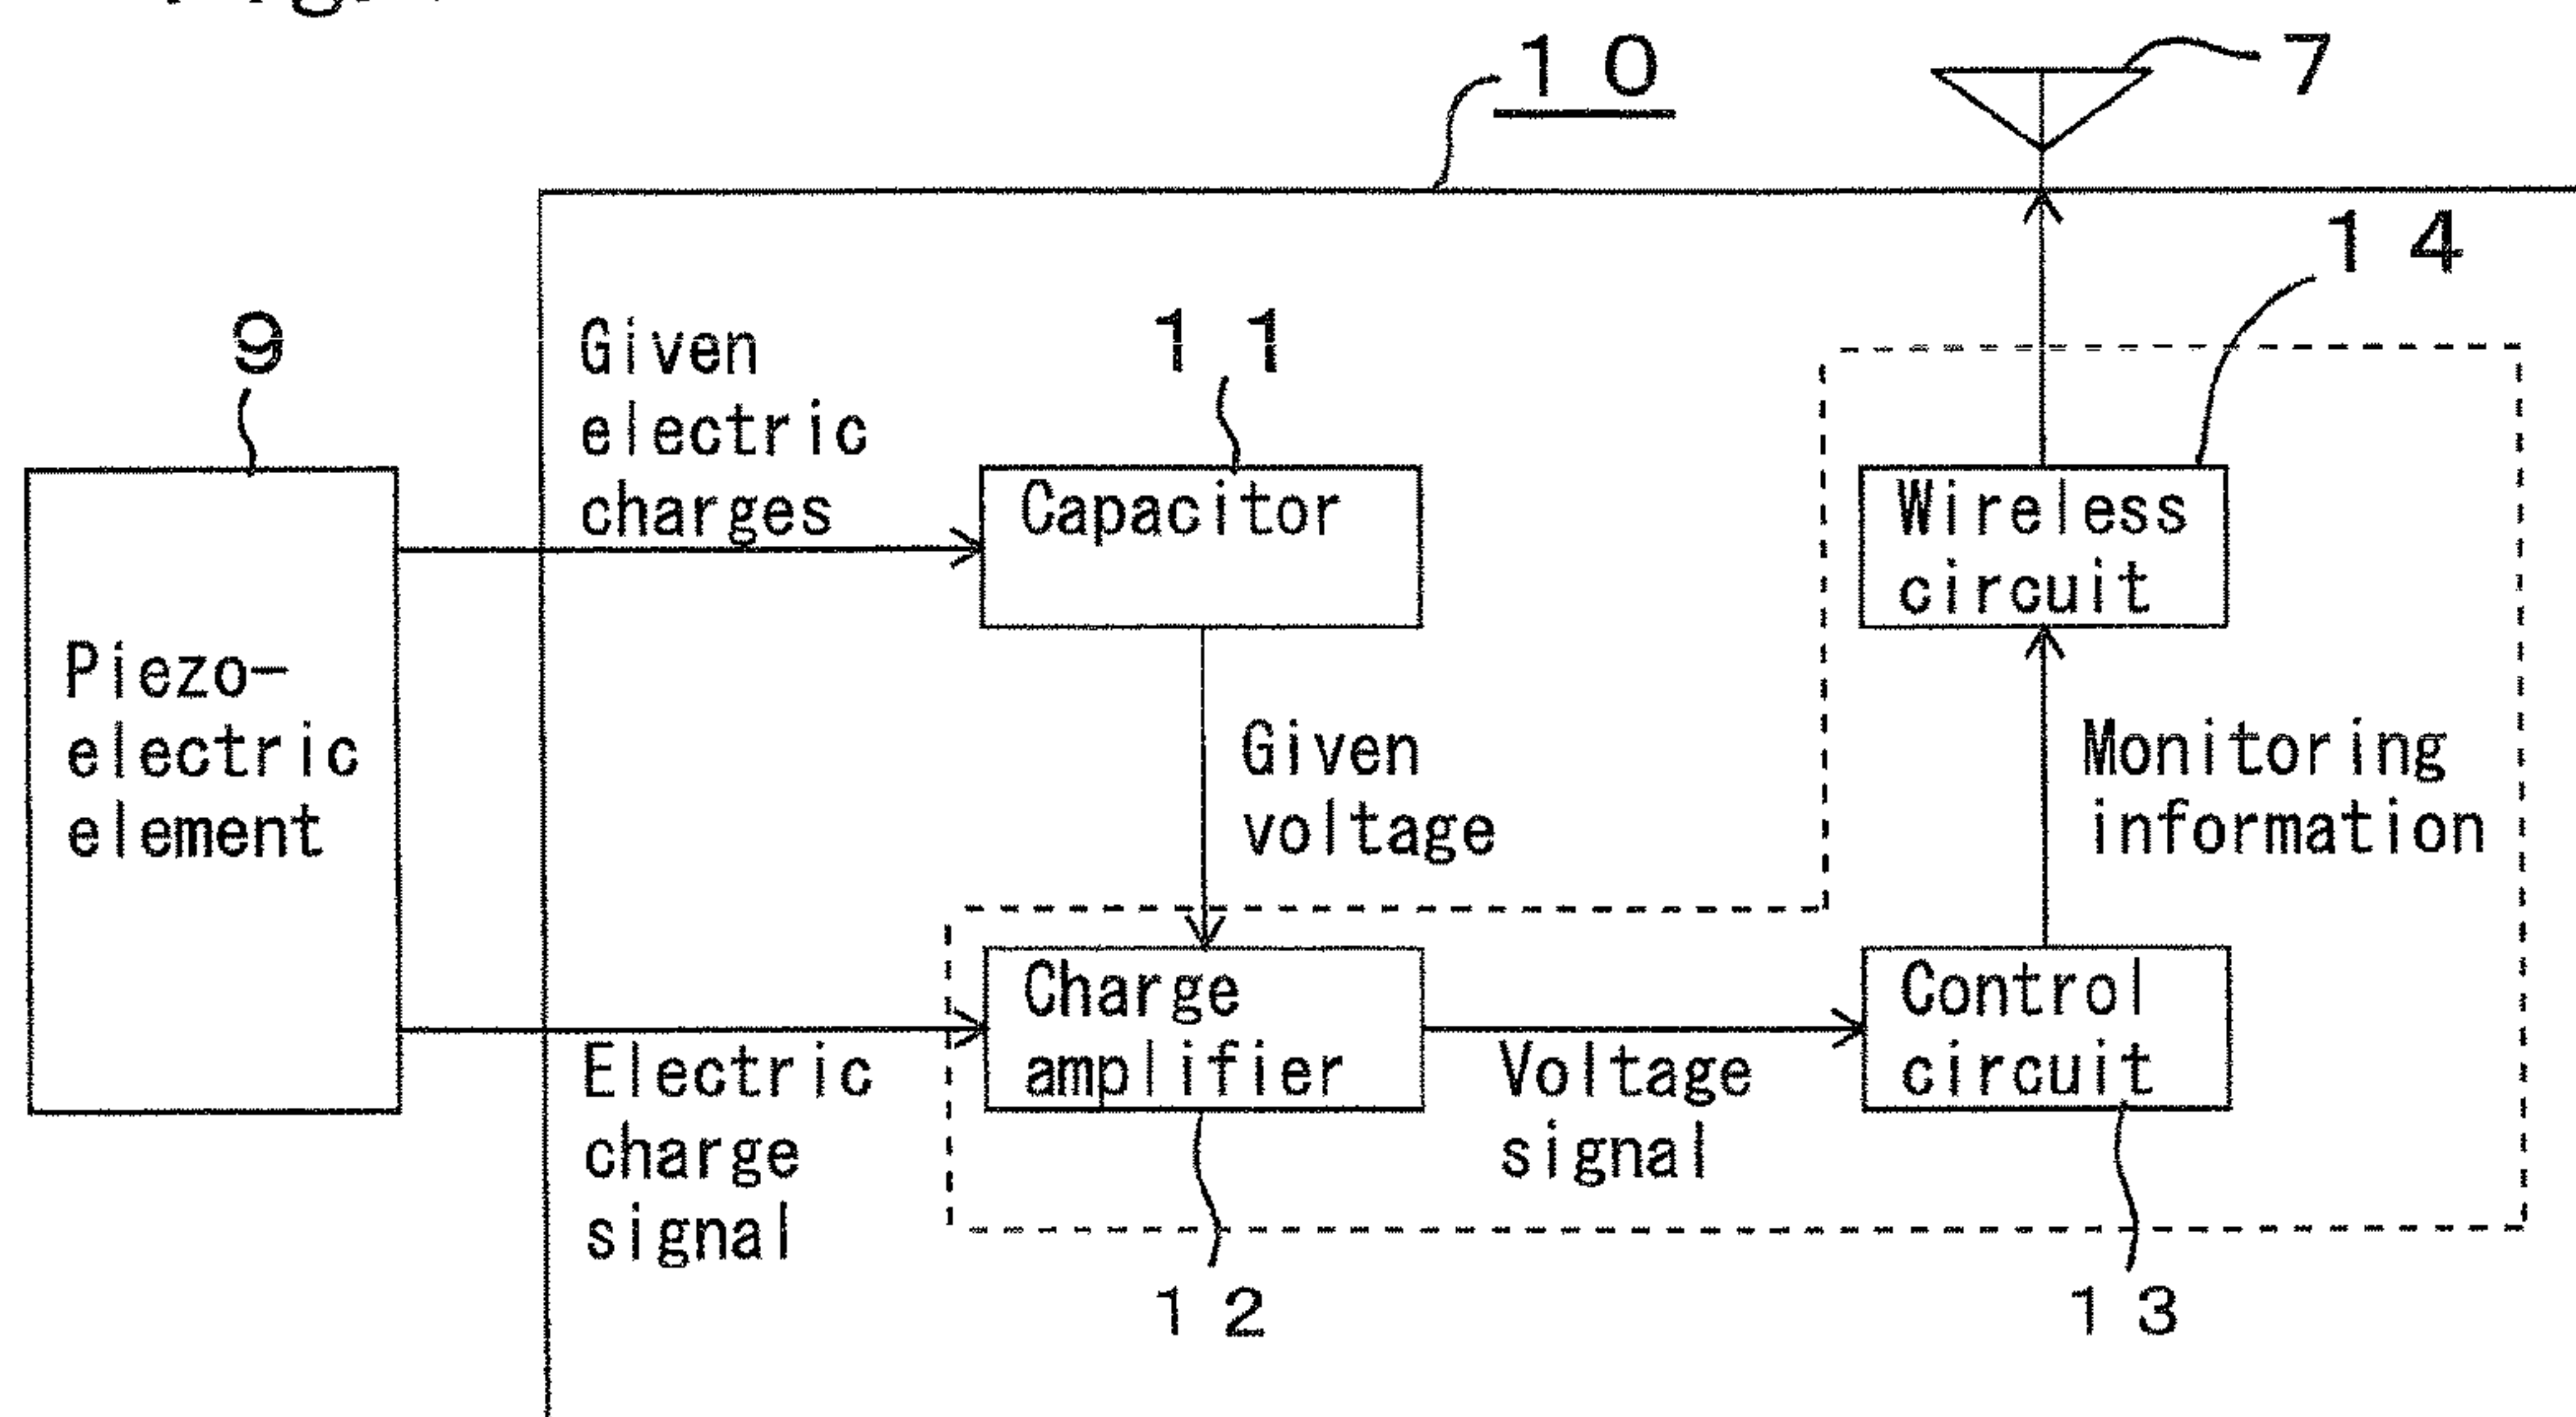 10
7
14
9
Given
electric
charges
11
Capacitor
Wireless
circuit
Piezo-
electric
element
Given
voltage
Monitoring
information
Charge
amplifier
Control
circuit
Electric
charge
signal
Voltage
signal
12
13